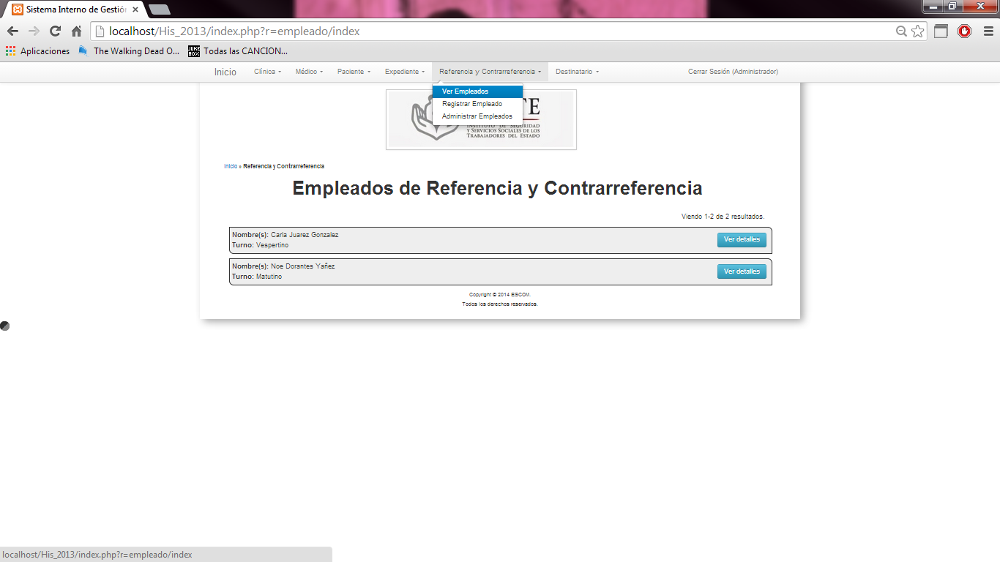 Sistema Interno de Gestión
localhost/His_2013/index.php?r=empleado/index
Aplicaciones The Walking Dead O... JUKE BOX Todas las CANCION...
Inicio Clínica Médico Paciente Expediente Referencia y Contrarreferencia Destinatario Cerrar Sesión (Administrador)
Ver Empleados
Registrar Empleado
Administrar Empleados
TE
INSTITUTO DE SEGURIDAD
Y SERVICIOS SOCIALES DE LOS
TRABAJADORES DEL ESTADO
Inicio » Referencia y Contrarreferencia
Empleados de Referencia y Contrarreferencia
Viendo 1-2 de 2 resultados.
Nombre(s): Carla Juarez Gonzalez
Turno: Vespertino
Ver detalles
Nombre(s): Noe Dorantes Yañez
Turno: Matutino
Ver detalles
Copyright © 2014 ESCOM.
Todos los derechos reservados.
localhost/His_2013/index.php?r=empleado/index